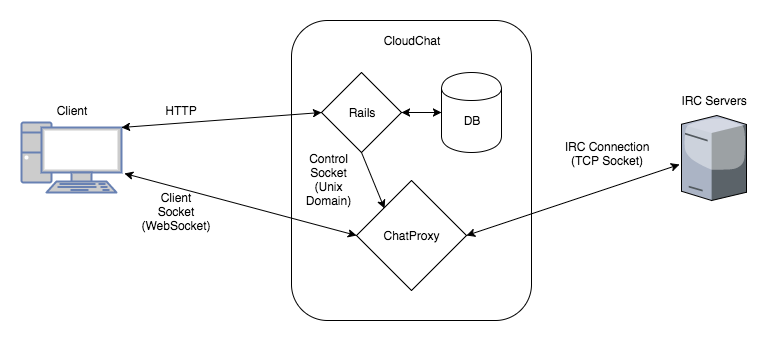 CloudChat
Client
HTTP
Rails
DB
IRC Servers
Control
Socket
(Unix
Domain)
IRC Connection
(TCP Socket)
Client
Socket
(WebSocket)
ChatProxy